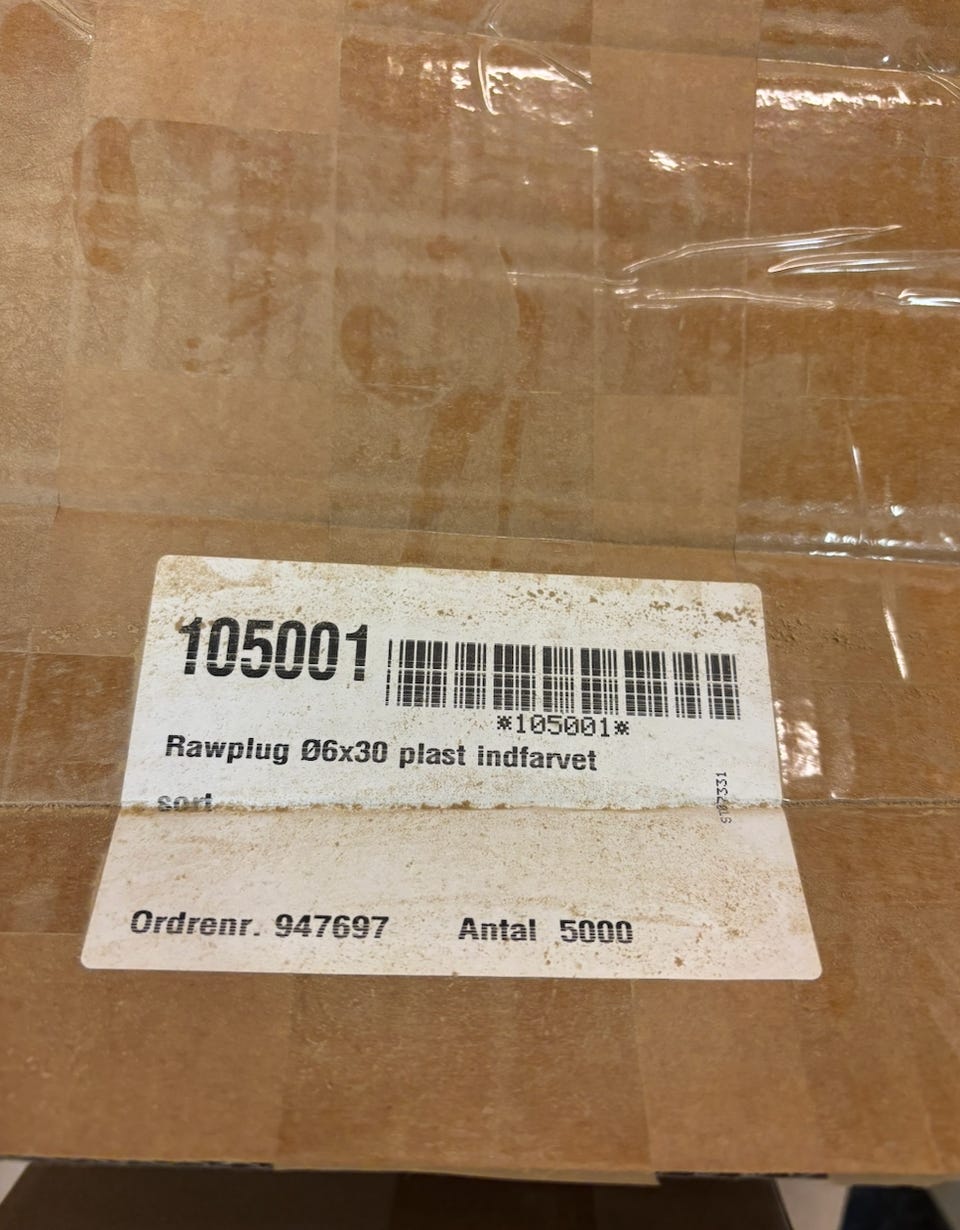 105001
*105001*
Rawplug Ø6x30 plast indfarvet
sort
Ordrenr. 947697 Antal 5000